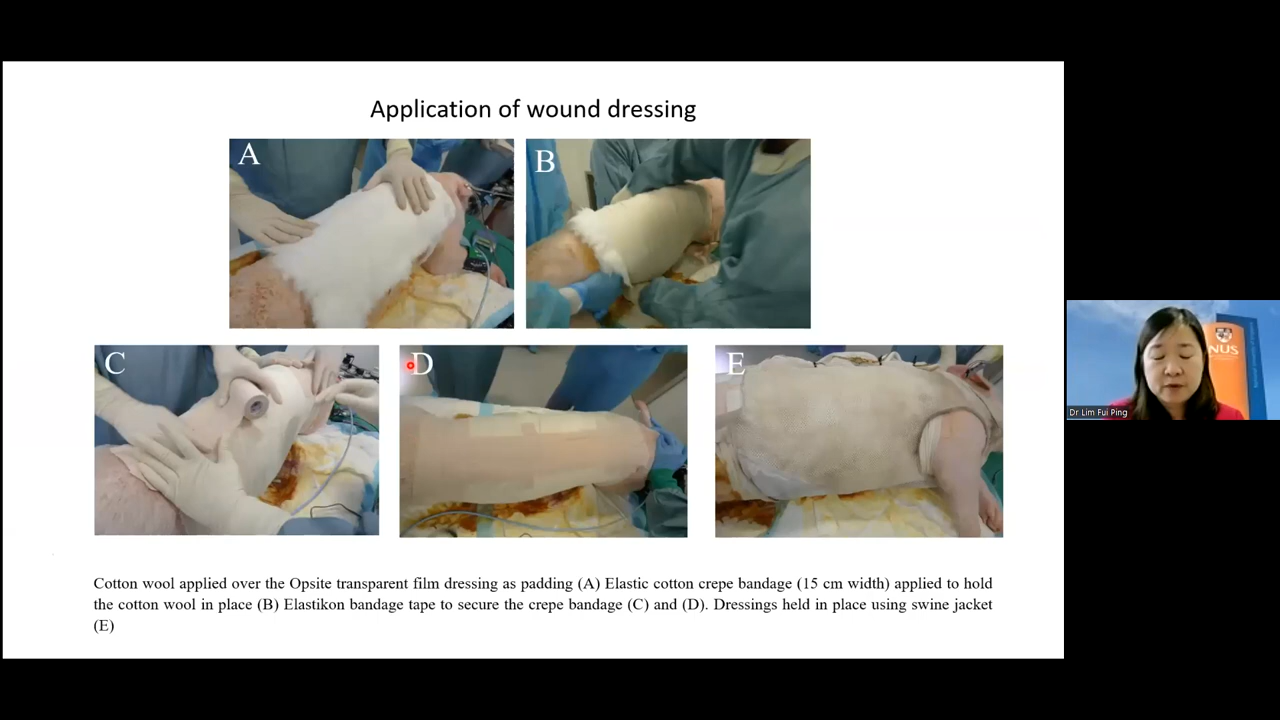 Application of wound dressing
A
B
C
D
E
NUS
Dr Lim Fui Ping
Cotton wool applied over the Opsite transparent film dressing as padding (A) Elastic cotton crepe bandage (15 cm width) applied to hold
the cotton wool in place (B) Elastikon bandage tape to secure the crepe bandage (C) and (D). Dressings held in place using swine jacket
(E)